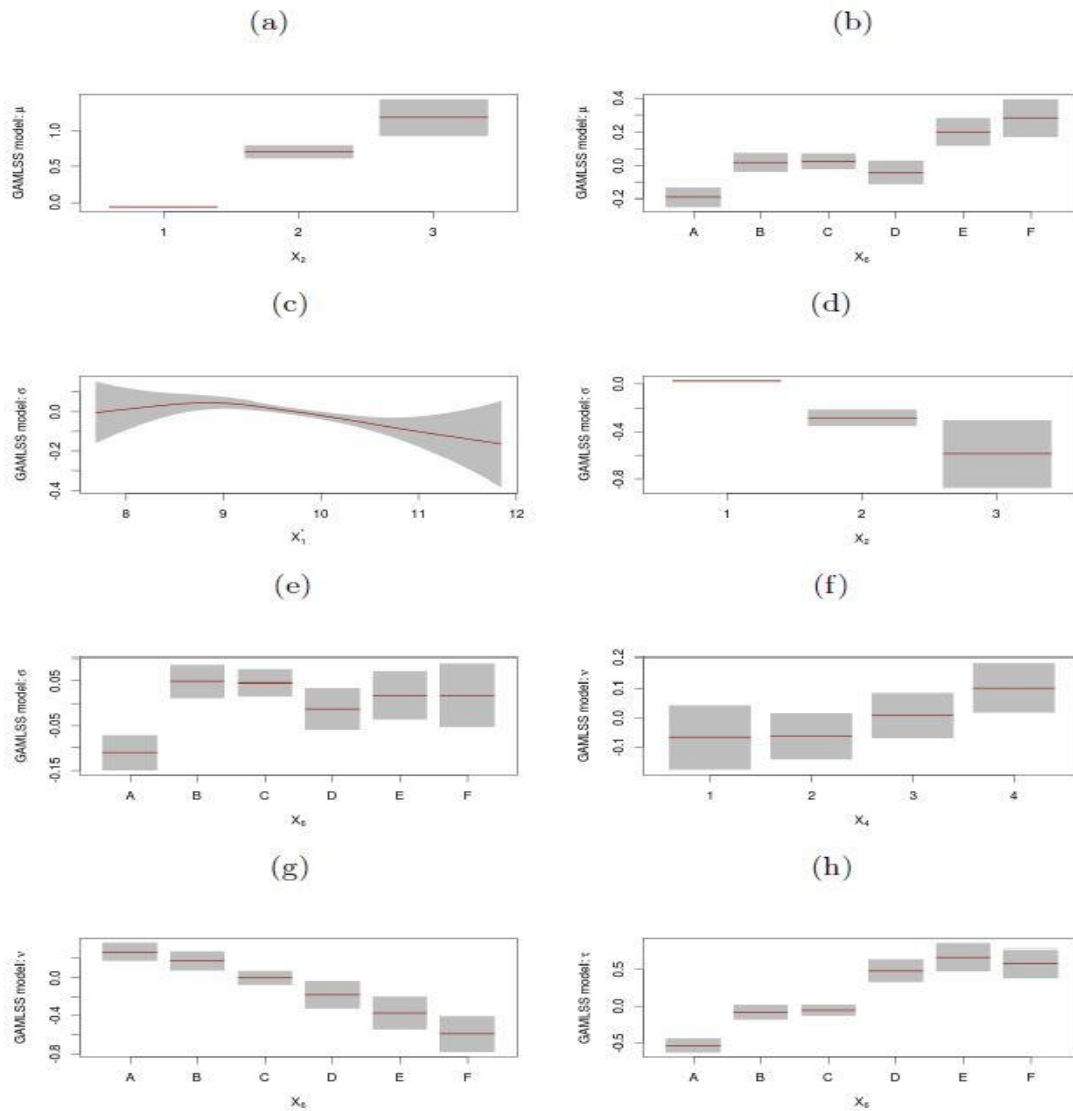 (a)
(b)
GAMLSS model: μ
1.0
0.5
0.0
1 2 3
X₂
GAMLSS model: μ
0.4
0.2
0.0
-0.2
A B C D E F
X₆
(c)
(d)
GAMLSS model: σ
0.0
-0.2
-0.4
8 9 10 11 12
X₁*
GAMLSS model: σ
0.0
-0.4
-0.8
1 2 3
X₂
(e)
(f)
GAMLSS model: σ
0.05
-0.05
-0.15
A B C D E F
X₆
GAMLSS model: ν
0.2
0.1
0.0
-0.1
1 2 3 4
X₄
(g)
(h)
GAMLSS model: ν
0.0
-0.4
-0.8
A B C D E F
X₆
GAMLSS model: τ
0.5
0.0
-0.5
A B C D E F
X₆